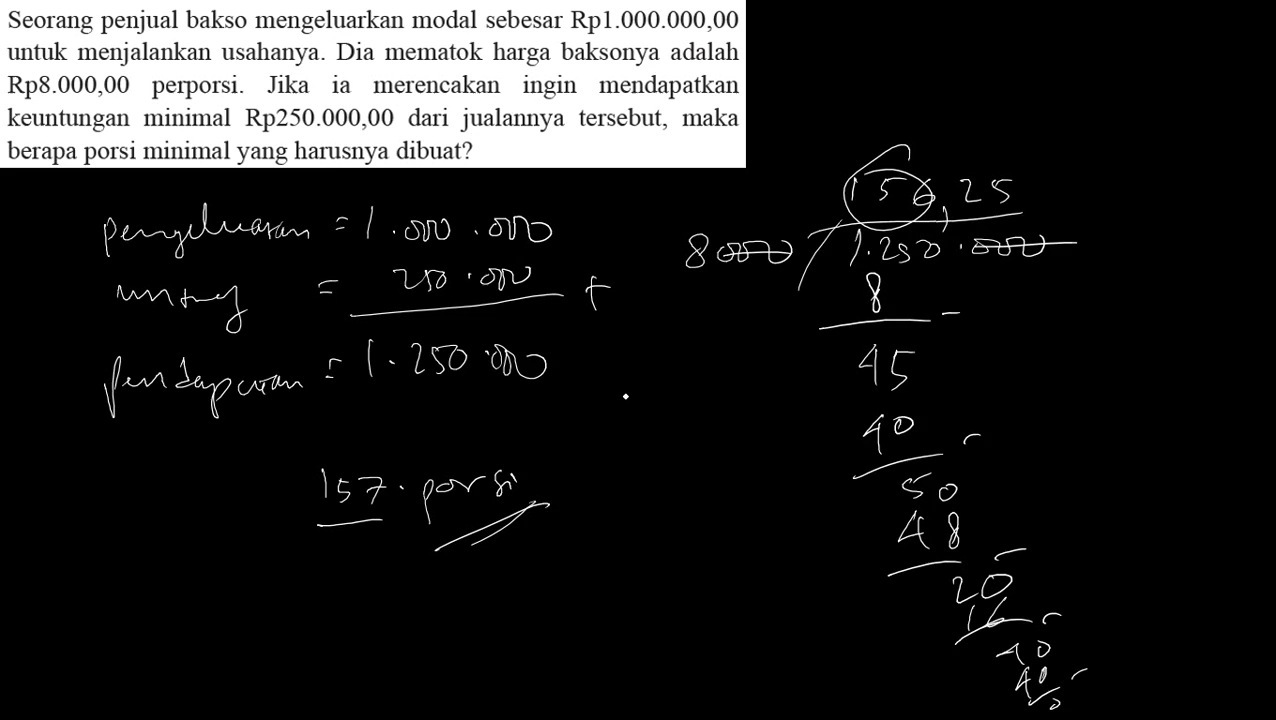 Seorang penjual bakso mengeluarkan modal sebesar Rp1.000.000,00
untuk menjalankan usahanya. Dia mematok harga baksonya adalah
Rp8.000,00 perporsi. Jika ia merencakan ingin mendapatkan
keuntungan minimal Rp250.000,00 dari jualannya tersebut, maka
berapa porsi minimal yang harusnya dibuat?
pengeluaran = 1.000.000
untung = 250.000 +
pendapatan = 1.250.000
157 porsi
156,25
8000 / 1.250.000
8 -
45
40 -
50
48 -
20
16 -
40
40 -
0